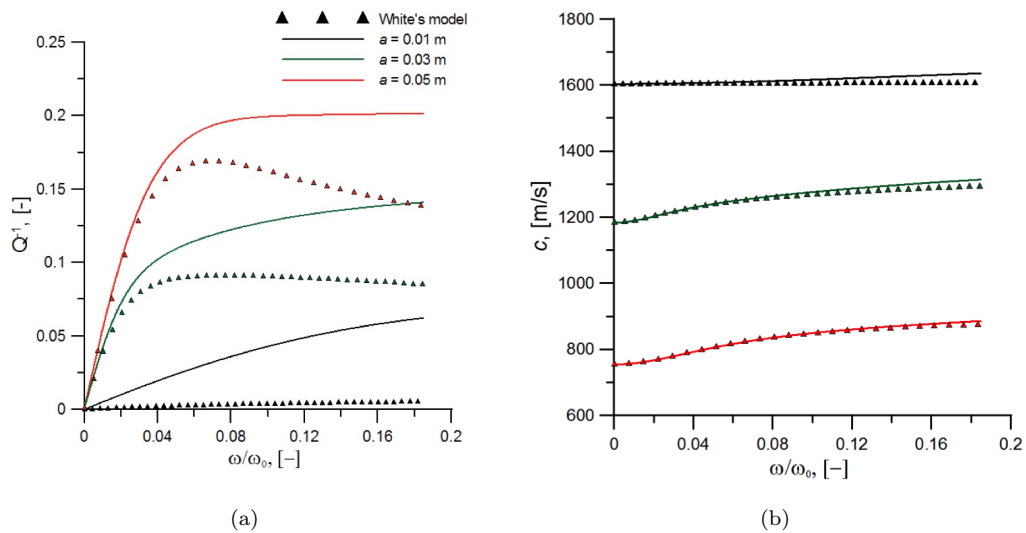 White's model
a = 0.01 m
a = 0.03 m
a = 0.05 m
0.25
0.2
0.15
0.1
0.05
0
Q⁻¹, [−]
0 0.04 0.08 0.12 0.16 0.2
ω/ω₀, [−]
(a)
1800
1600
1400
1200
1000
800
600
c, [m/s]
0 0.04 0.08 0.12 0.16 0.2
ω/ω₀, [−]
(b)